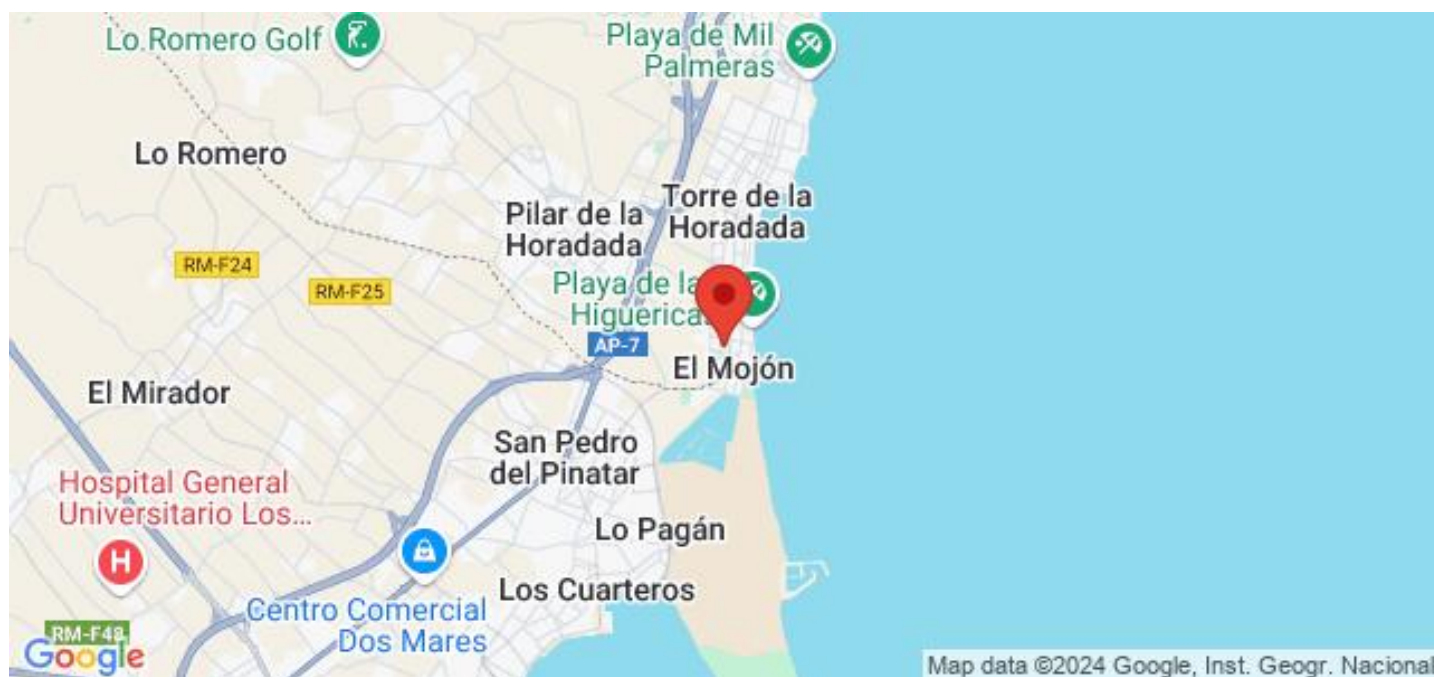 Lo Romero Golf
Playa de Mil
Palmeras
Lo Romero
Torre de la
Horadada
Pilar de la
Horadada
RM-F24
RM-F25
Playa de la
Higuerica
AP-7
El Mojón
El Mirador
San Pedro
del Pinatar
Hospital General
Universitario Los...
H
Lo Pagán
Los Cuarteros
Centro Comercial
Dos Mares
RM-F48
Google
Map data ©2024 Google, Inst. Geogr. Nacional